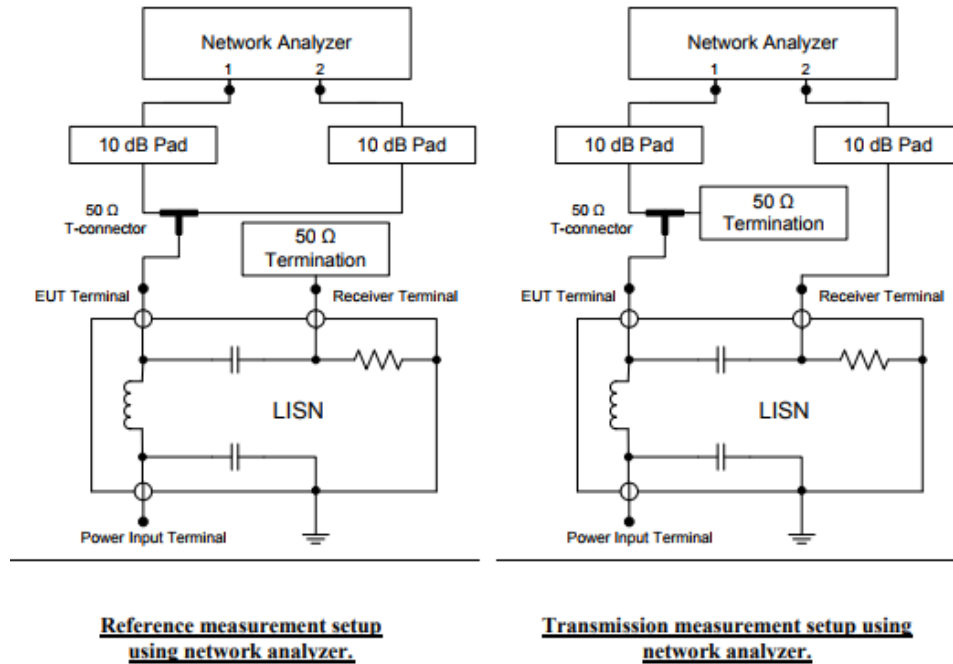 Network Analyzer
1 2
10 dB Pad
10 dB Pad
50 Ω
T-connector
50 Ω
Termination
EUT Terminal
Receiver Terminal
LISN
Power Input Terminal
Reference measurement setup
using network analyzer.
Network Analyzer
1 2
10 dB Pad
10 dB Pad
50 Ω
T-connector
50 Ω
Termination
EUT Terminal
Receiver Terminal
LISN
Power Input Terminal
Transmission measurement setup using
network analyzer.